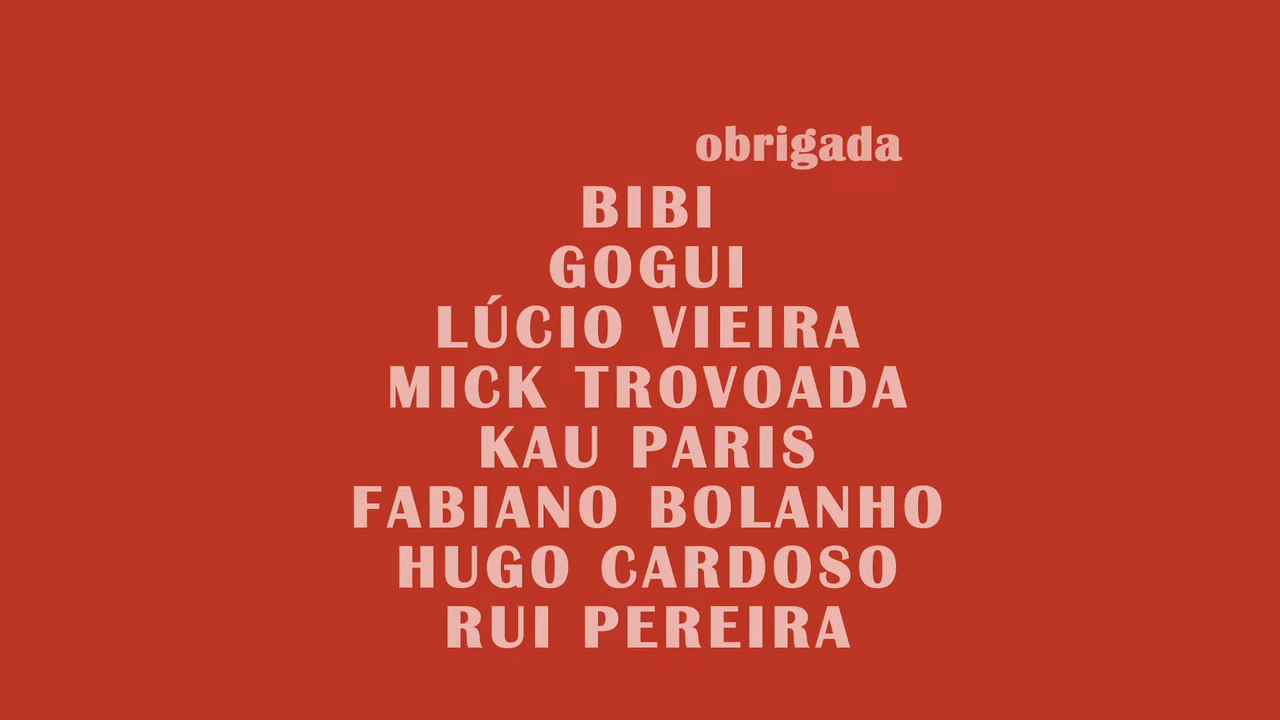 obrigada
BIBI
GOGUI
LÚCIO VIEIRA
MICK TROVOADA
KAU PARIS
FABIANO BOLANHO
HUGO CARDOSO
RUI PEREIRA